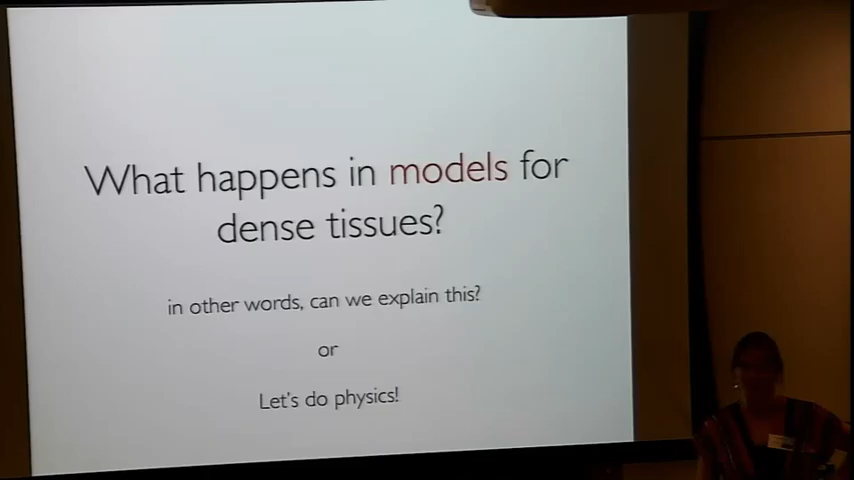 What happens in models for
dense tissues?
in other words, can we explain this?
or
Let's do physics!